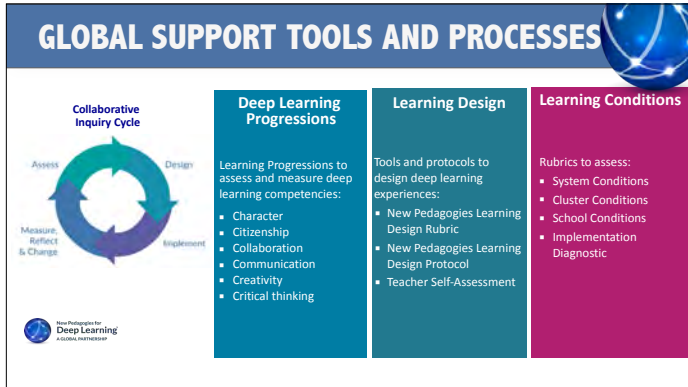 GLOBAL SUPPORT TOOLS AND PROCESSES
Collaborative
Inquiry Cycle
Assess
Design
Measure,
Reflect
& Change
Implement
New Pedagogies for
Deep Learning
A GLOBAL PARTNERSHIP
Deep Learning
Progressions
Learning Progressions to
assess and measure deep
learning competencies:
▪ Character
▪ Citizenship
▪ Collaboration
▪ Communication
▪ Creativity
▪ Critical thinking
Learning Design
Tools and protocols to
design deep learning
experiences:
▪ New Pedagogies Learning
Design Rubric
▪ New Pedagogies Learning
Design Protocol
▪ Teacher Self-Assessment
Learning Conditions
Rubrics to assess:
▪ System Conditions
▪ Cluster Conditions
▪ School Conditions
▪ Implementation
Diagnostic